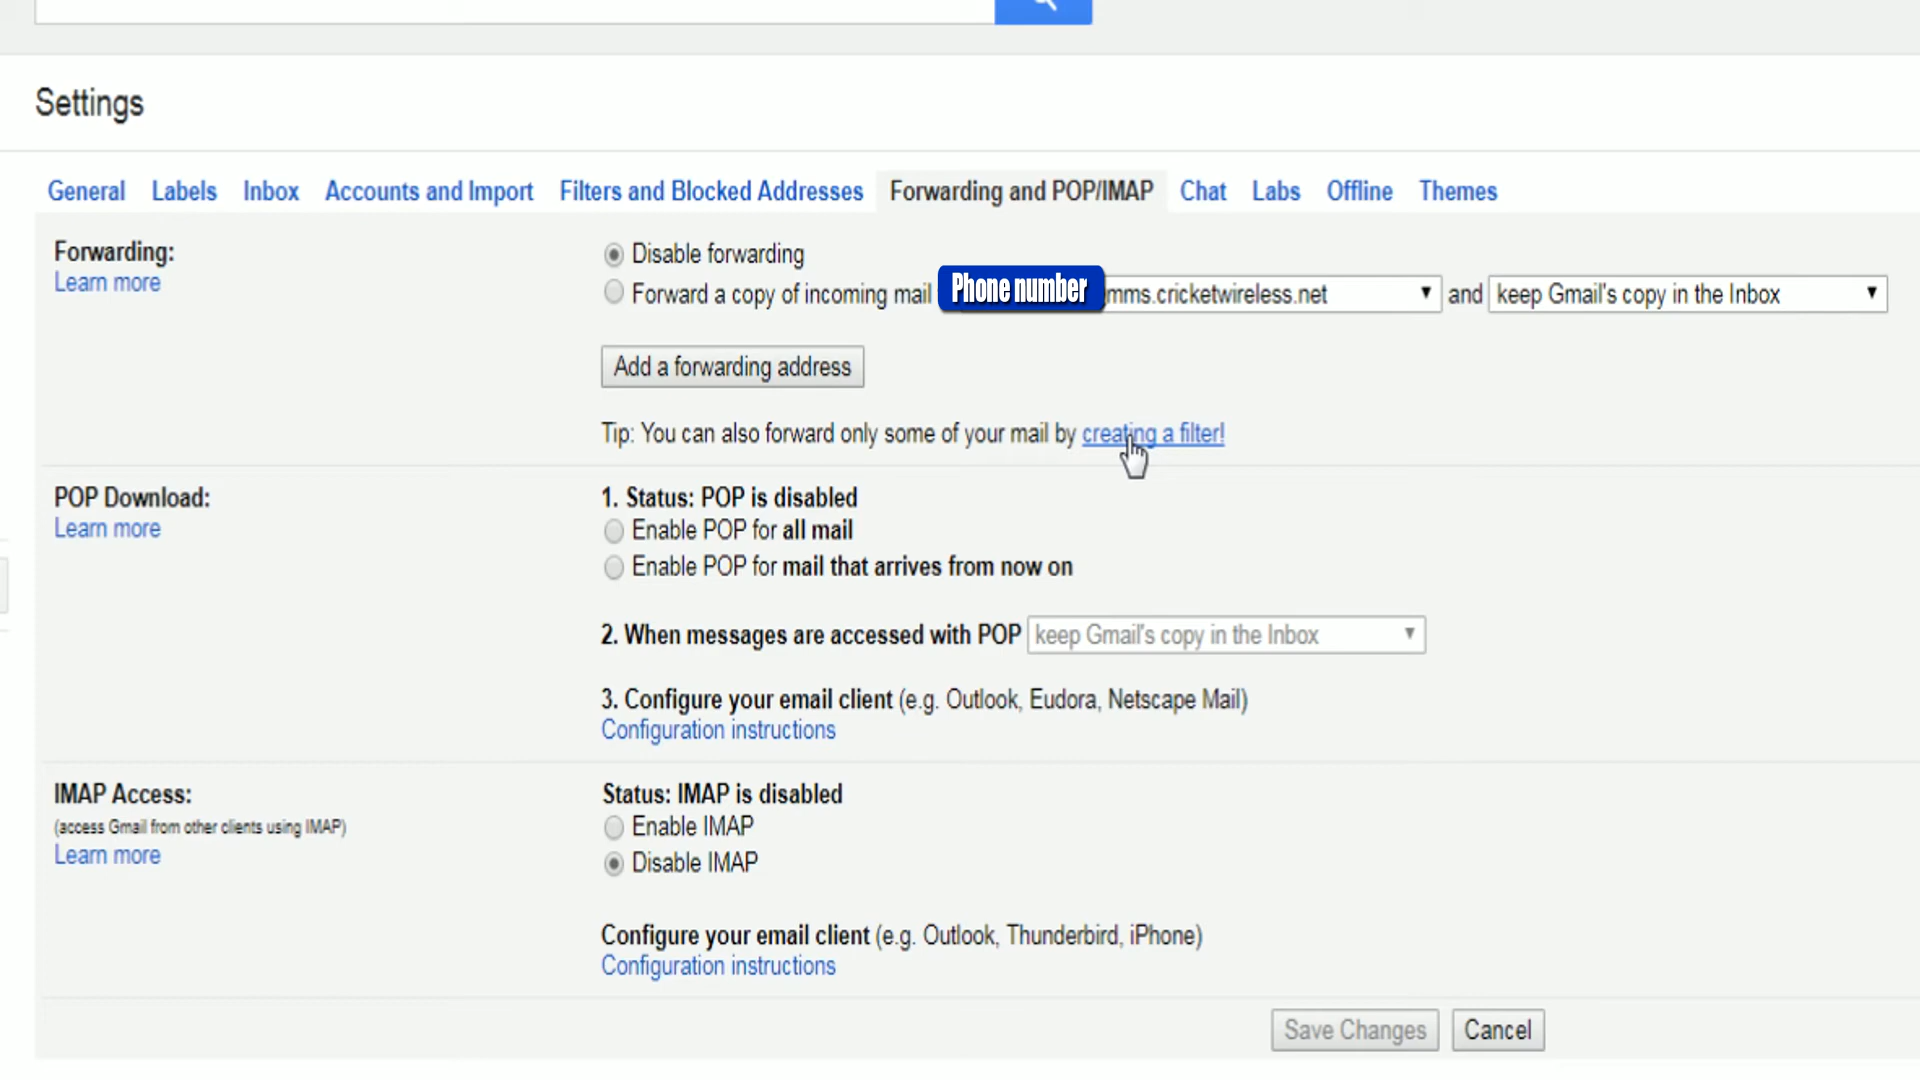 Settings
General Labels Inbox Accounts and Import Filters and Blocked Addresses Forwarding and POP/IMAP Chat Labs Offline Themes
Forwarding:
Learn more
Disable forwarding
Forward a copy of incoming mail Phone number mms.cricketwireless.net and keep Gmail's copy in the Inbox
Add a forwarding address
Tip: You can also forward only some of your mail by creating a filter!
POP Download:
Learn more
1. Status: POP is disabled
Enable POP for all mail
Enable POP for mail that arrives from now on
2. When messages are accessed with POP keep Gmail's copy in the Inbox
3. Configure your email client (e.g. Outlook, Eudora, Netscape Mail)
Configuration instructions
IMAP Access:
(access Gmail from other clients using IMAP)
Learn more
Status: IMAP is disabled
Enable IMAP
Disable IMAP
Configure your email client (e.g. Outlook, Thunderbird, iPhone)
Configuration instructions
Save Changes Cancel